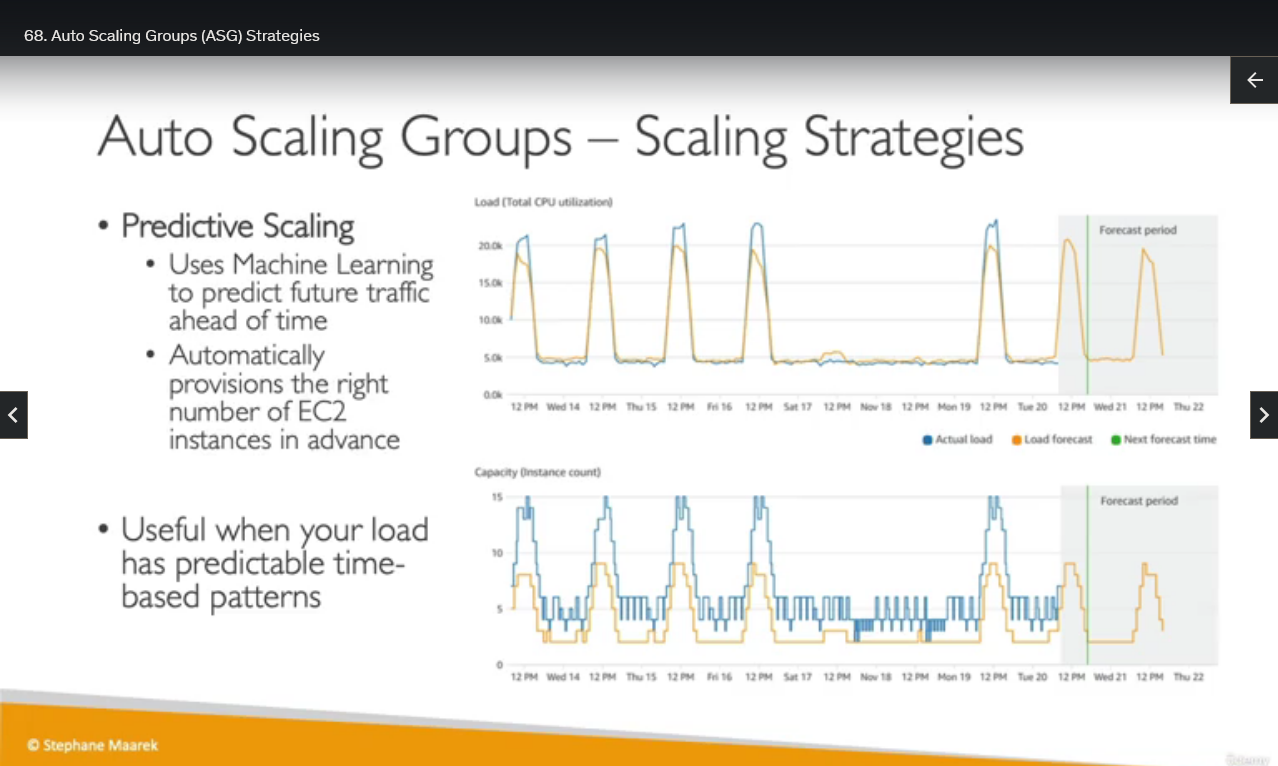 68. Auto Scaling Groups (ASG) Strategies
Auto Scaling Groups – Scaling Strategies
• Predictive Scaling
• Uses Machine Learning
to predict future traffic
ahead of time
• Automatically
provisions the right
number of EC2
instances in advance
• Useful when your load
has predictable time-
based patterns
Load (Total CPU utilization)
Forecast period
20.0k
15.0k
10.0k
5.0k
0.0k
12 PM Wed 14 12 PM Thu 15 12 PM Fri 16 12 PM Sat 17 12 PM Nov 18 12 PM Mon 19 12 PM Tue 20 12 PM Wed 21 12 PM Thu 22
Actual load Load forecast Next forecast time
Capacity (Instance count)
Forecast period
15
10
5
0
12 PM Wed 14 12 PM Thu 15 12 PM Fri 16 12 PM Sat 17 12 PM Nov 18 12 PM Mon 19 12 PM Tue 20 12 PM Wed 21 12 PM Thu 22
© Stephane Maarek
Udemy